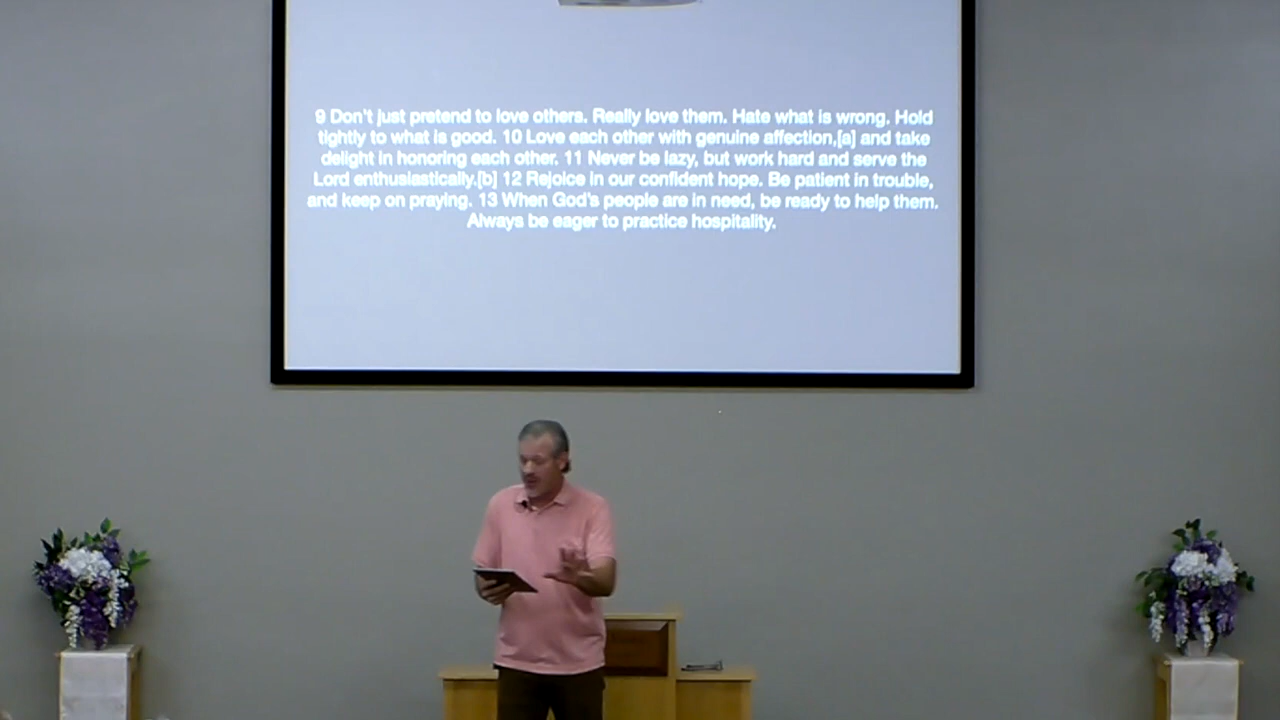 9 Don't just pretend to love others. Really love them. Hate what is wrong. Hold
tightly to what is good. 10 Love each other with genuine affection,[a] and take
delight in honoring each other. 11 Never be lazy, but work hard and serve the
Lord enthusiastically.[b] 12 Rejoice in our confident hope. Be patient in trouble,
and keep on praying. 13 When God's people are in need, be ready to help them.
Always be eager to practice hospitality.